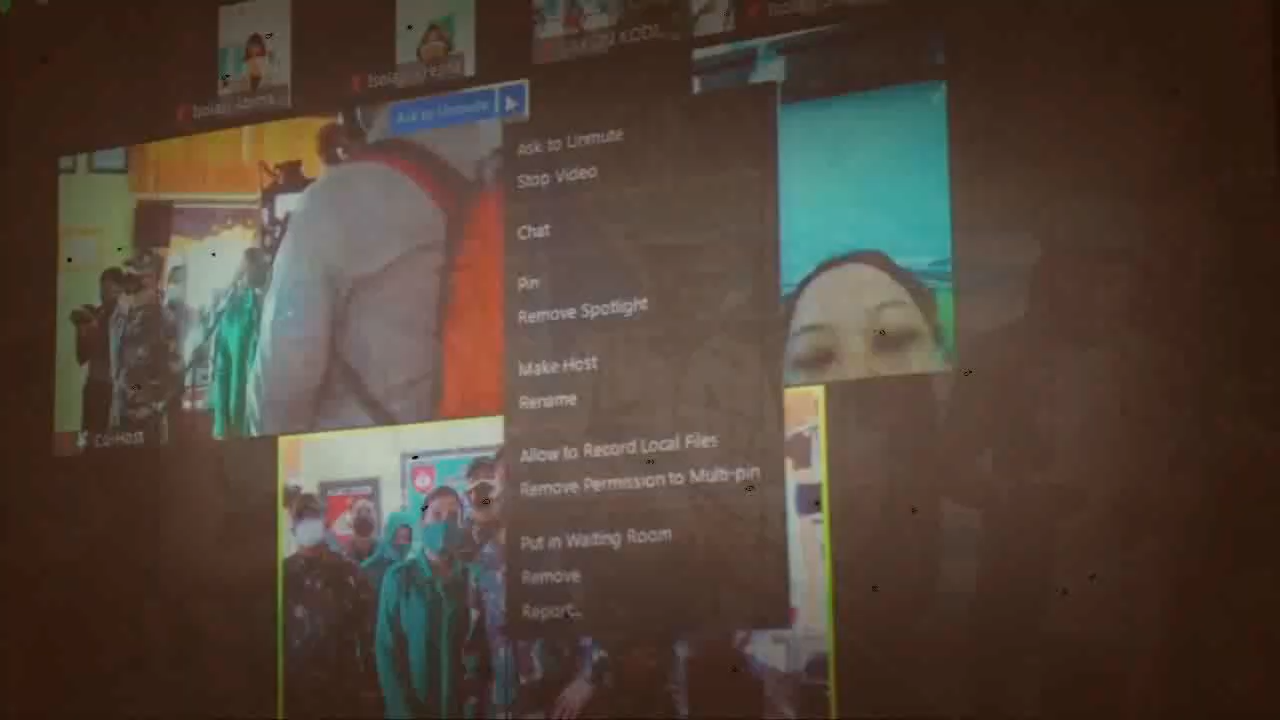 Ask to Unmute
Ask to Unmute
Stop Video
Chat
Pin
Remove Spotlight
Make Host
Rename
Allow to Record Local Files
Remove Permission to Multi-pin
Put in Waiting Room
Remove
Report...
Co-Host